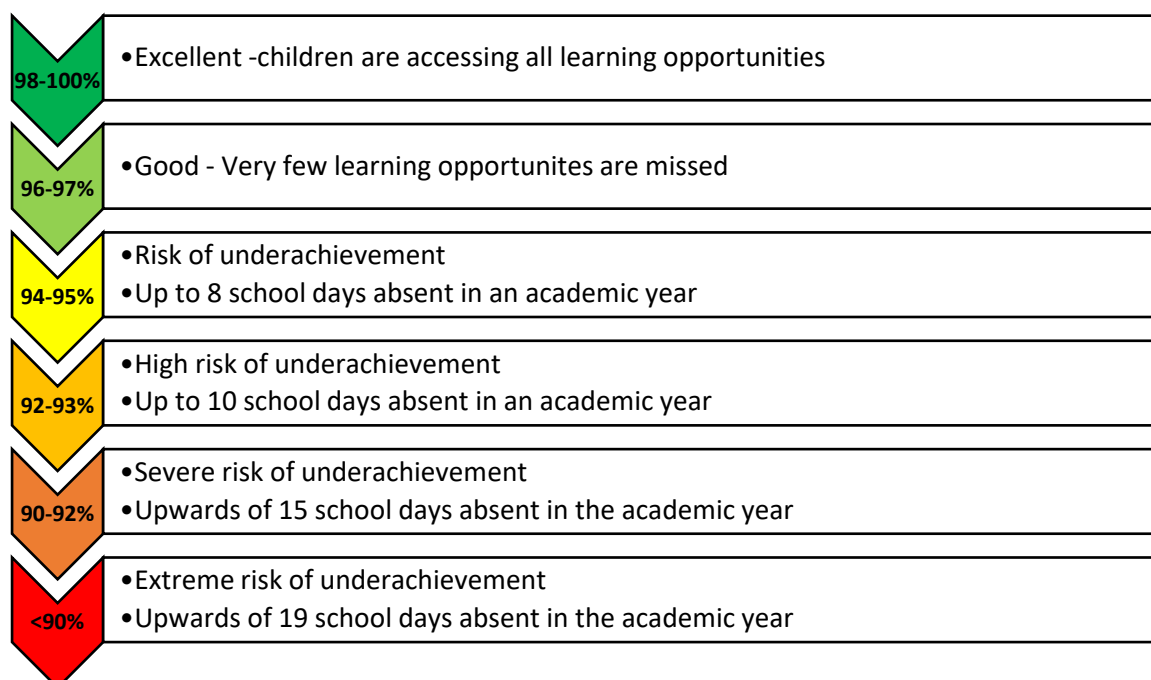 98-100%
•Excellent -children are accessing all learning opportunities
96-97%
•Good - Very few learning opportunites are missed
94-95%
•Risk of underachievement
•Up to 8 school days absent in an academic year
92-93%
•High risk of underachievement
•Up to 10 school days absent in an academic year
90-92%
•Severe risk of underachievement
•Upwards of 15 school days absent in the academic year
<90%
•Extreme risk of underachievement
•Upwards of 19 school days absent in the academic year